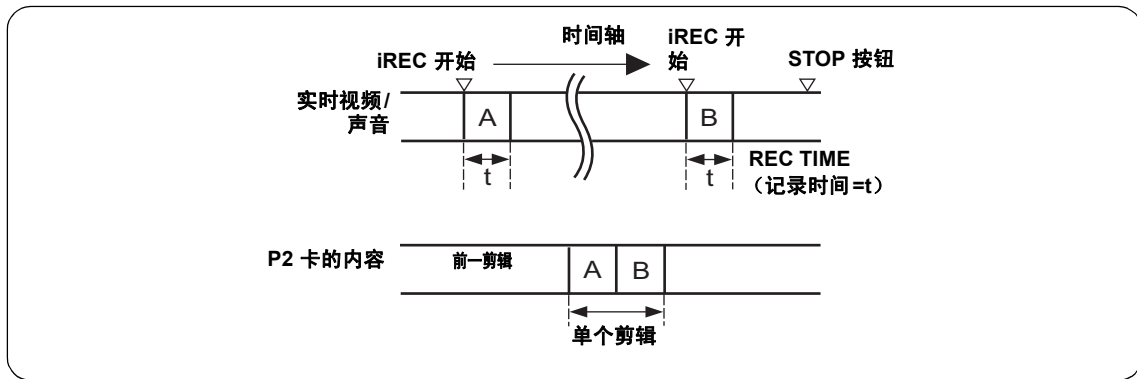 时间轴
iREC 开始
iREC 开
始
STOP 按钮
实时视频/
声音
A
B
t
t
REC TIME
（记录时间=t）
P2 卡的内容
前一剪辑
A
B
单个剪辑